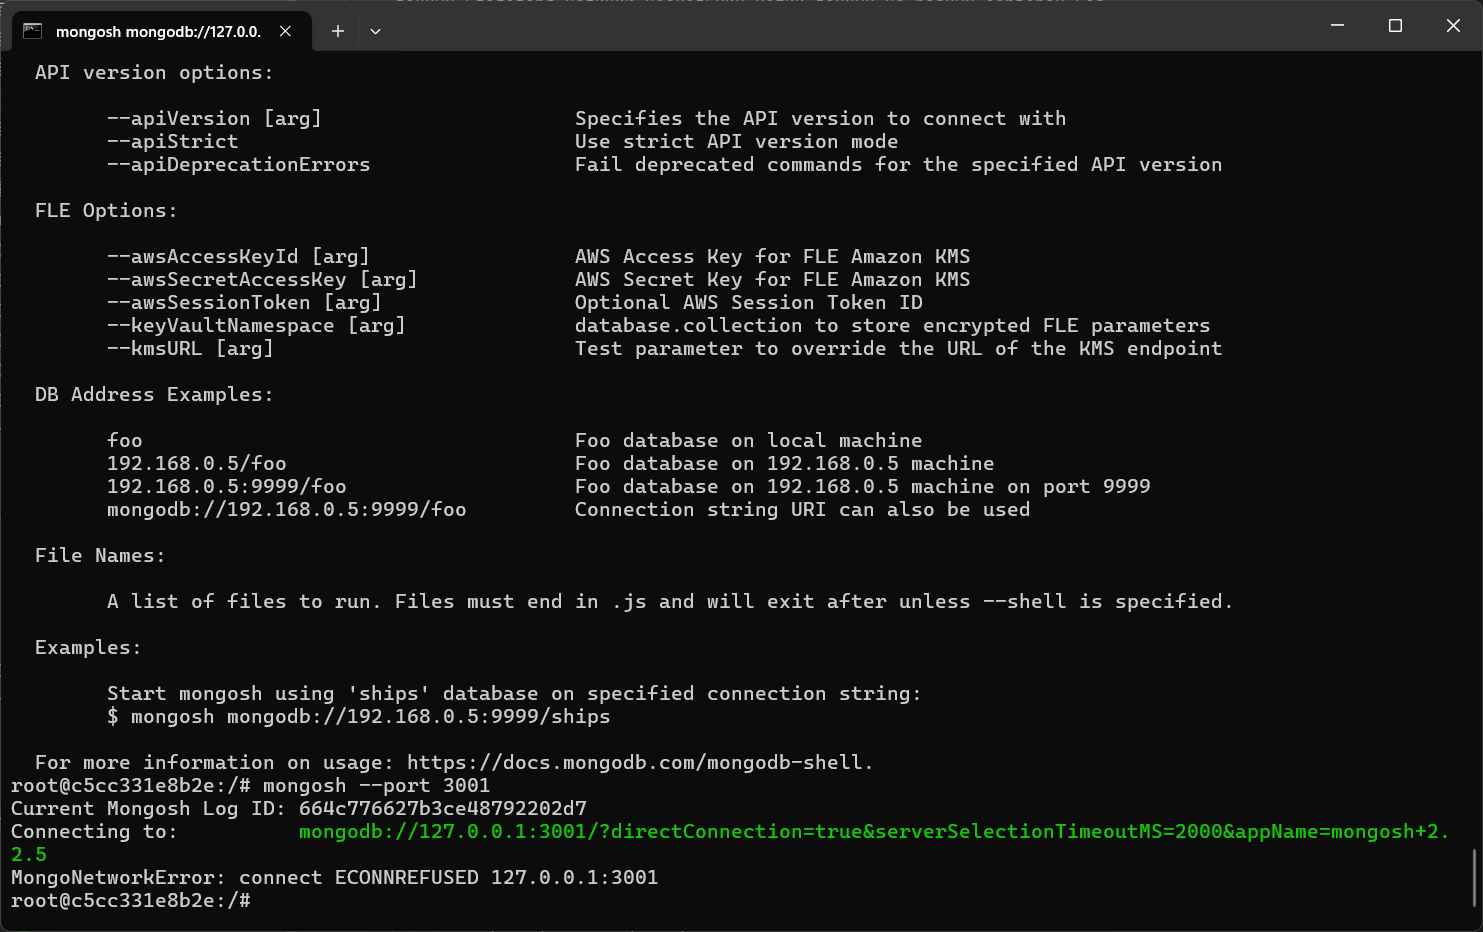 mongosh mongodb://127.0.0.
API version options:
--apiVersion [arg] Specifies the API version to connect with
--apiStrict Use strict API version mode
--apiDeprecationErrors Fail deprecated commands for the specified API version
FLE Options:
--awsAccessKeyId [arg] AWS Access Key for FLE Amazon KMS
--awsSecretAccessKey [arg] AWS Secret Key for FLE Amazon KMS
--awsSessionToken [arg] Optional AWS Session Token ID
--keyVaultNamespace [arg] database.collection to store encrypted FLE parameters
--kmsURL [arg] Test parameter to override the URL of the KMS endpoint
DB Address Examples:
foo Foo database on local machine
192.168.0.5/foo Foo database on 192.168.0.5 machine
192.168.0.5:9999/foo Foo database on 192.168.0.5 machine on port 9999
mongodb://192.168.0.5:9999/foo Connection string URI can also be used
File Names:
A list of files to run. Files must end in .js and will exit after unless --shell is specified.
Examples:
Start mongosh using 'ships' database on specified connection string:
$ mongosh mongodb://192.168.0.5:9999/ships
For more information on usage: https://docs.mongodb.com/mongodb-shell.
root@c5cc331e8b2e:/# mongosh --port 3001
Current Mongosh Log ID: 664c776627b3ce48792202d7
Connecting to: mongodb://127.0.0.1:3001/?directConnection=true&serverSelectionTimeoutMS=2000&appName=mongosh+2.
2.5
MongoNetworkError: connect ECONNREFUSED 127.0.0.1:3001
root@c5cc331e8b2e:/#